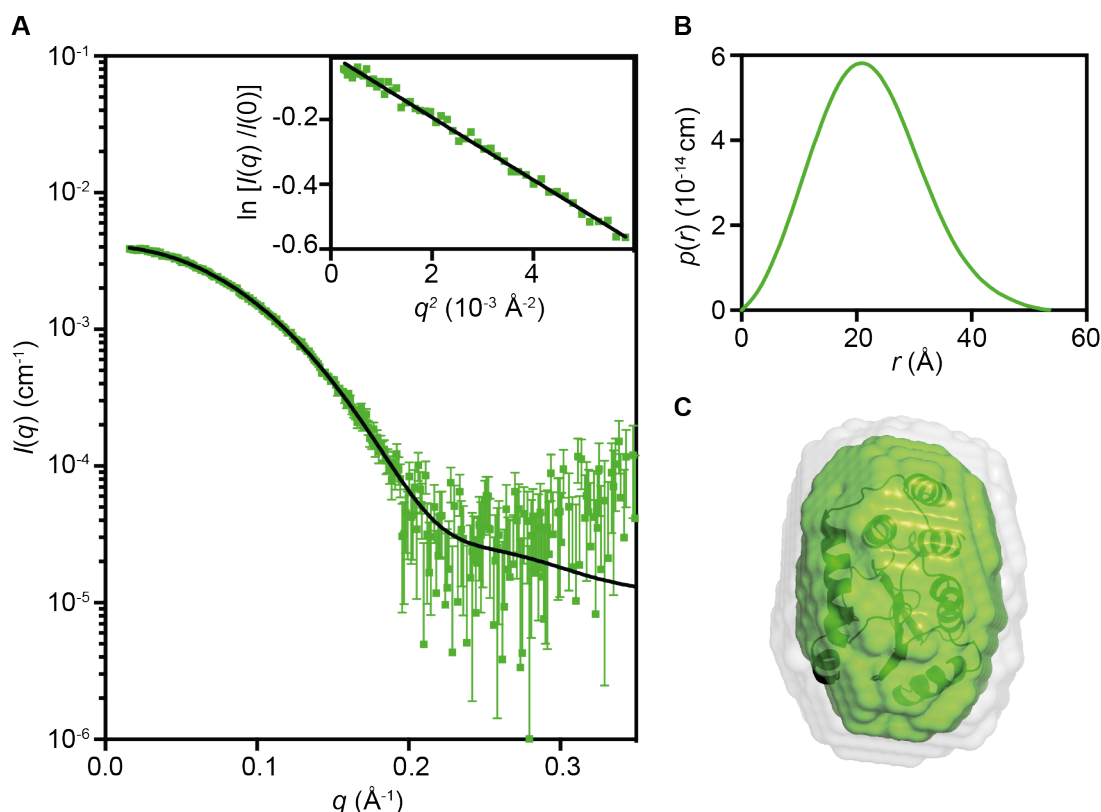 A
10⁻¹
10⁻²
10⁻³
10⁻⁴
10⁻⁵
10⁻⁶
I(q) (cm⁻¹)
0.0 0.1 0.2 0.3
q (Å⁻¹)
ln [I(q) /I(0)]
-0.2
-0.4
-0.6
0 2 4
q² (10⁻³ Å⁻²)
B
6
4
2
0
p(r) (10⁻¹⁴ cm)
0 20 40 60
r (Å)
C